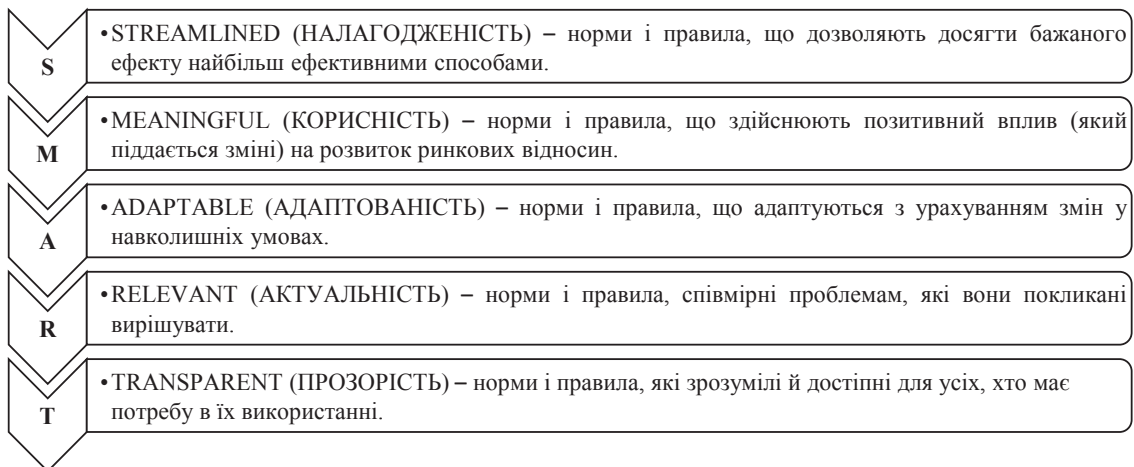 S
•STREAMLINED (НАЛАГОДЖЕНІСТЬ) – норми і правила, що дозволяють досягти бажаного
ефекту найбільш ефективними способами.
M
•MEANINGFUL (КОРИСНІСТЬ) – норми і правила, що здійснюють позитивний вплив (який
піддається зміні) на розвиток ринкових відносин.
A
•ADAPTABLE (АДАПТОВАНІСТЬ) – норми і правила, що адаптуються з урахуванням змін у
навколишніх умовах.
R
•RELEVANT (АКТУАЛЬНІСТЬ) – норми і правила, співмірні проблемам, які вони покликані
вирішувати.
T
•TRANSPARENT (ПРОЗОРІСТЬ) – норми і правила, які зрозумілі й достіпні для усіх, хто має
потребу в їх використанні.